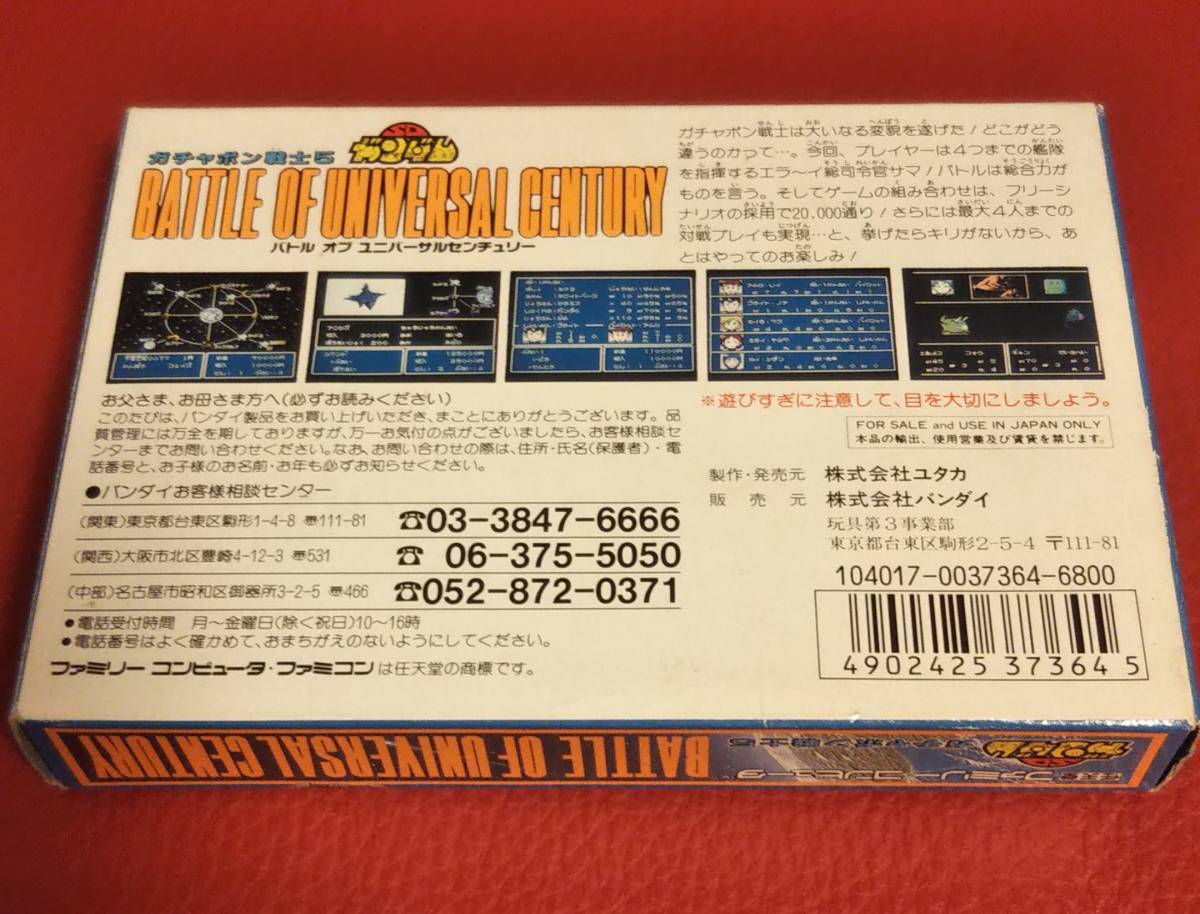 SD
ガンダム
ガチャポン戦士5
BATTLE OF UNIVERSAL CENTURY
バトル オブ ユニバーサルセンチュリー
ガチャポン戦士は大いなる変貌を遂げた!どこがどう
違うのかって…。今回、プレイヤーは4つまでの艦隊
を指揮するエラ～イ総司令官サマ!バトルは総合力が
ものを言う。そしてゲームの組み合わせは、フリーシ
ナリオの採用で20,000通り!さらには最大4人までの
対戦プレイも実現…と、挙げたらキリがないから、あ
とはやってのお楽しみ!
お父さま、お母さま方へ(必ずお読みください)
このたびは、バンダイ製品をお買い上げいただき、まことにありがとうございます。品
質管理には万全を期しておりますが、万一お気付の点がございましたら、お客様相談セ
ンターまでお問い合わせください。なお、お問い合わせの際は、住所・氏名(保護者)・電
話番号と、お子様のお名前・お年も必ずお知らせください。
●バンダイお客様相談センター
(関東)東京都台東区駒形1-4-8 〠111-81 ☎03-3847-6666
(関西)大阪市北区豊崎4-12-3 〠531 ☎ 06-375-5050
(中部)名古屋市昭和区御器所3-2-5 〠466 ☎052-872-0371
●電話受付時間 月～金曜日(除く祝日)10～16時
●電話番号はよく確かめて、おまちがえのないようにしてください。
ファミリー コンピュータ・ファミコンは任天堂の商標です。
※遊びすぎに注意して、目を大切にしましょう。
FOR SALE and USE IN JAPAN ONLY
本品の輸出、使用営業及び賃貸を禁じます。
製作・発売元 株式会社ユタカ
販売元 株式会社バンダイ
玩具第3事業部
東京都台東区駒形2-5-4 〒111-81
104017-0037364-6800
4902425 373645
SD
ガンダム
ガチャポン戦士5
BATTLE OF UNIVERSAL CENTURY
ファミリーコンピュータ